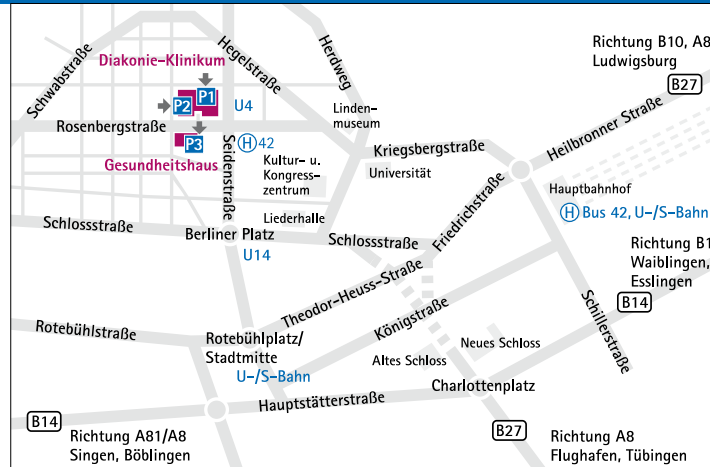 Diakonie-Klinikum
Schwabstraße
Hegelstraße
Herdweg
Richtung B10, A8
Ludwigsburg
B27
P1
P2
U4
Linden-
museum
Rosenbergstraße
H 42
P3
Gesundheitshaus
Seidenstraße
Kultur- u.
Kongress-
zentrum
Kriegsbergstraße
Universität
Heilbronner Straße
Hauptbahnhof
H Bus 42, U-/S-Bahn
Liederhalle
Schlossstraße
Berliner Platz
Schlossstraße
Friedrichstraße
U14
Richtung B1
Waiblingen,
Esslingen
B14
Theodor-Heuss-Straße
Königstraße
Schillerstraße
Rotebühlstraße
Rotebühlplatz/
Stadtmitte
U-/S-Bahn
Neues Schloss
Altes Schloss
Charlottenplatz
Hauptstätterstraße
B14
Richtung A81/A8
Singen, Böblingen
B27
Richtung A8
Flughafen, Tübingen